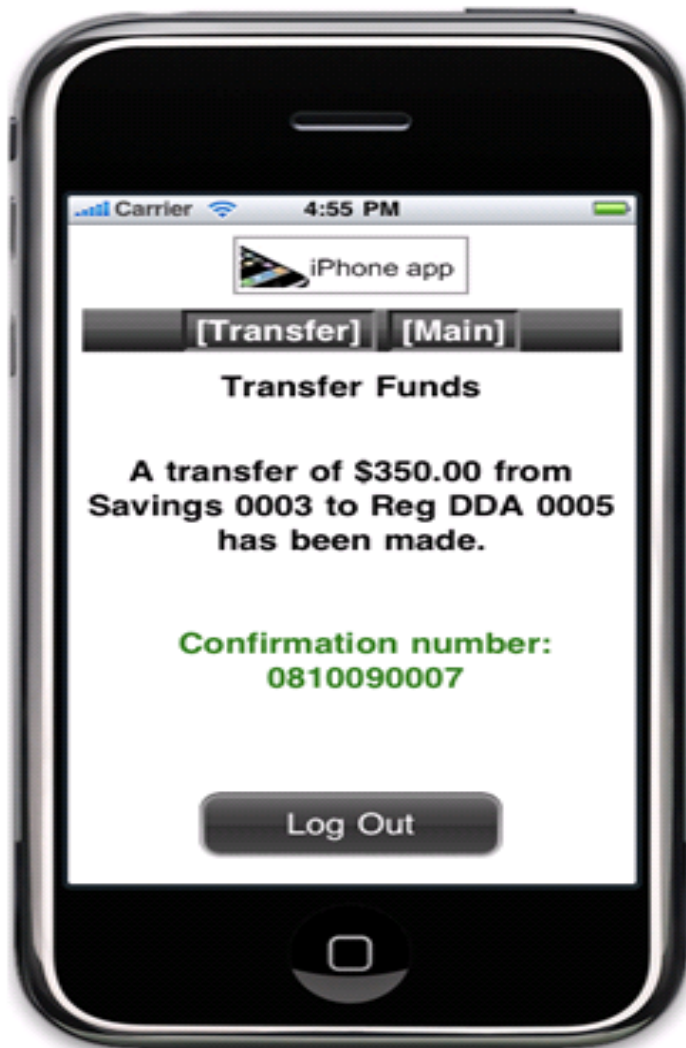 Carrier 4:55 PM
iPhone app
[Transfer] [Main]
Transfer Funds
A transfer of $350.00 from
Savings 0003 to Reg DDA 0005
has been made.
Confirmation number:
0810090007
Log Out